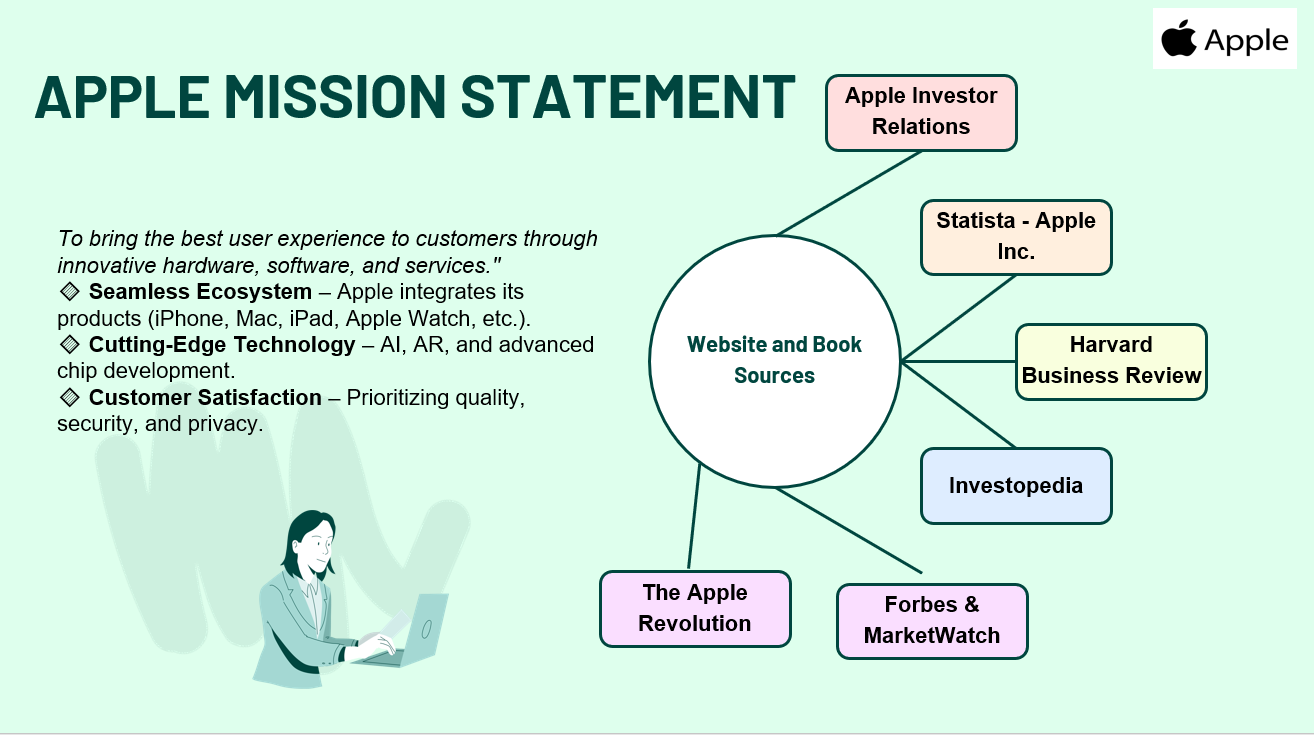 Apple
APPLE MISSION STATEMENT
To bring the best user experience to customers through
innovative hardware, software, and services."
Seamless Ecosystem – Apple integrates its
products (iPhone, Mac, iPad, Apple Watch, etc.).
Cutting-Edge Technology – AI, AR, and advanced
chip development.
Customer Satisfaction – Prioritizing quality,
security, and privacy.
Website and Book
Sources
Apple Investor
Relations
Statista - Apple
Inc.
Harvard
Business Review
Investopedia
Forbes &
MarketWatch
The Apple
Revolution